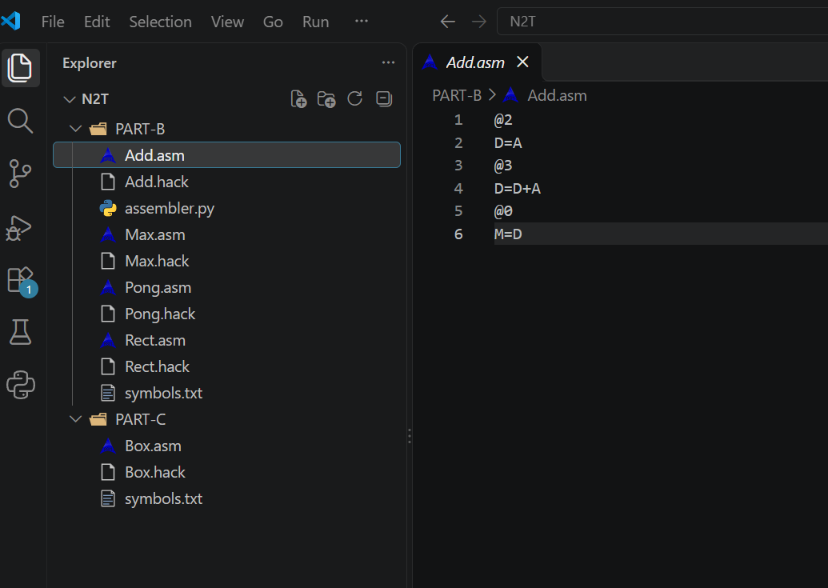 File Edit Selection View Go Run ··· N2T
Explorer ···
N2T
PART-B
Add.asm
Add.hack
assembler.py
Max.asm
Max.hack
Pong.asm
Pong.hack
Rect.asm
Rect.hack
symbols.txt
PART-C
Box.asm
Box.hack
symbols.txt
1
Add.asm
PART-B > Add.asm
1 @2
2 D=A
3 @3
4 D=D+A
5 @0
6 M=D